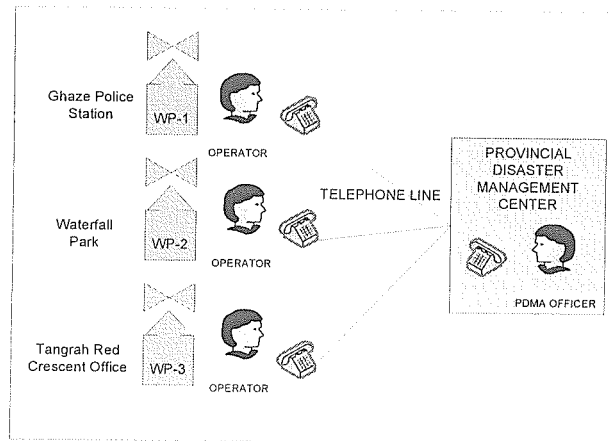 Ghaze Police
Station
WP-1
OPERATOR
Waterfall
Park
WP-2
OPERATOR
Tangrah Red
Crescent Office
WP-3
OPERATOR
TELEPHONE LINE
PROVINCIAL
DISASTER
MANAGEMENT
CENTER
PDMA OFFICER